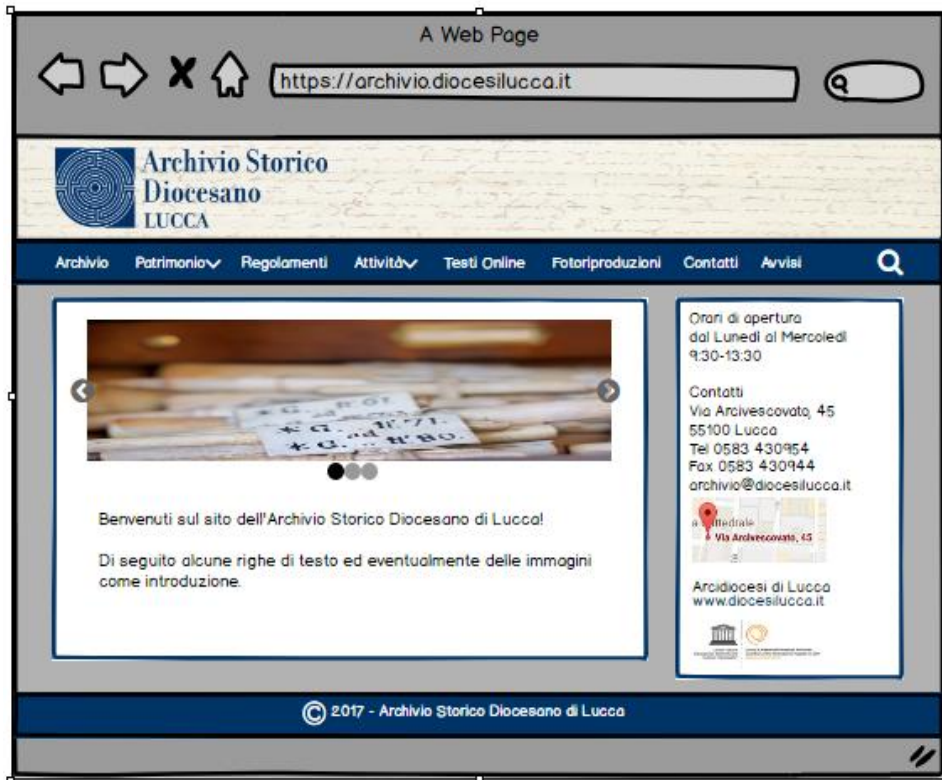 A Web Page
https://archivio.diocesilucca.it
Archivio Storico
Diocesano
LUCCA
Archivio Patrimonio Regolamenti Attività Testi Online Fotoriproduzioni Contatti Avvisi
* G. n° 71.
* G. ad n° 80.
Benvenuti sul sito dell'Archivio Storico Diocesano di Lucca!
Di seguito alcune righe di testo ed eventualmente delle immagini
come introduzione.
Orari di apertura
dal Lunedì al Mercoledì
9:30-13:30
Contatti
Via Arcivescovato, 45
55100 Lucca
Tel 0583 430954
Fax 0583 430944
archivio@diocesilucca.it
Via Arcivescovato, 45
Arcidiocesi di Lucca
www.diocesilucca.it
© 2017 - Archivio Storico Diocesano di Lucca